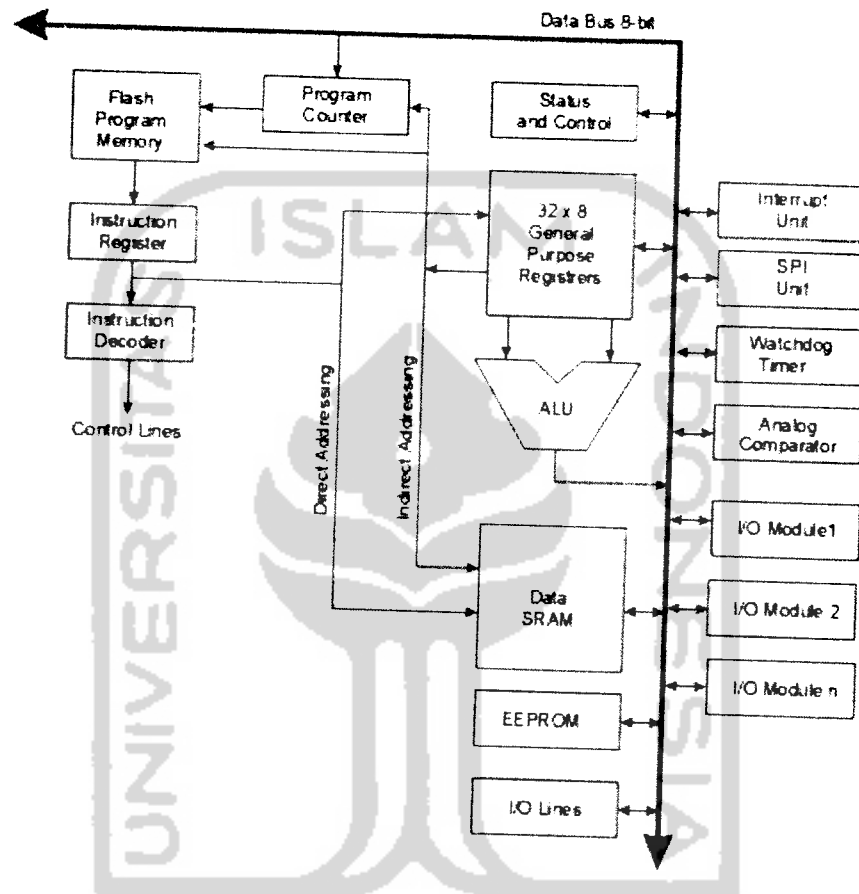 Data Bus 8-bit
Flash
Program
Memory
Program
Counter
Status
and Control
Instruction
Register
32 x 8
General
Purpose
Registrers
Interrupt
Unit
SPI
Unit
Instruction
Decoder
Watchdog
Timer
ALU
Control Lines
Analog
Comparator
Direct Addressing
Indirect Addressing
I/O Module1
Data
SRAM
I/O Module 2
I/O Module n
EEPROM
I/O Lines
UNIVERSITAS
ISLAM
INDONESIA